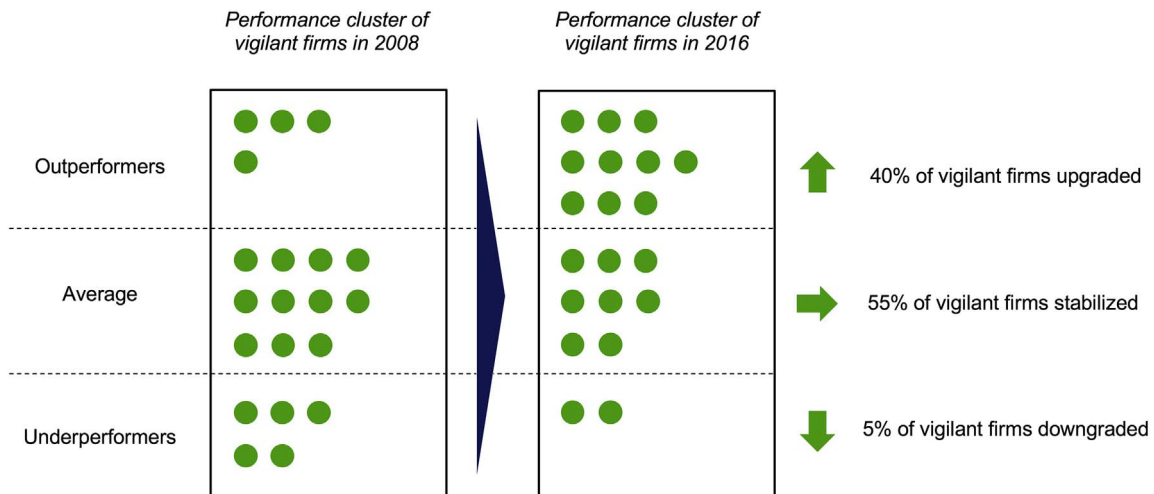 Performance cluster of
vigilant firms in 2008
Performance cluster of
vigilant firms in 2016
Outperformers
40% of vigilant firms upgraded
Average
55% of vigilant firms stabilized
Underperformers
5% of vigilant firms downgraded